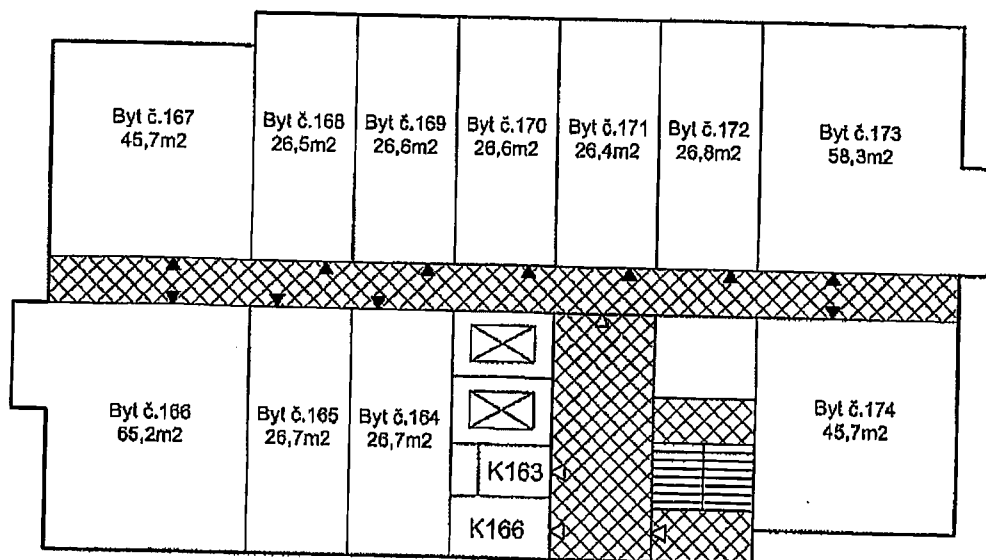 Byt č.167
45,7m2
Byt č.168
26,5m2
Byt č.169
26,6m2
Byt č.170
26,6m2
Byt č.171
26,4m2
Byt č.172
26,8m2
Byt č.173
58,3m2
Byt č.166
65,2m2
Byt č.165
26,7m2
Byt č.164
26,7m2
K163
K166
Byt č.174
45,7m2